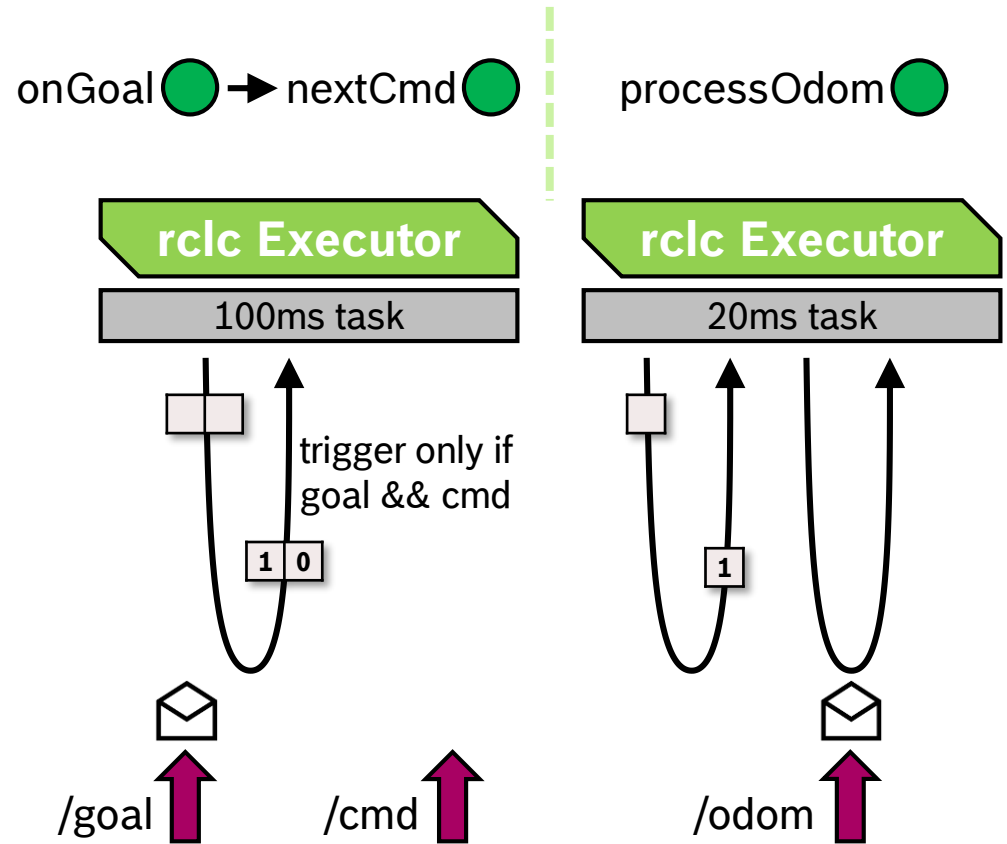 onGoal nextCmd processOdom
rclc Executor rclc Executor
100ms task 20ms task
trigger only if
goal && cmd
1 0 1
/goal /cmd /odom